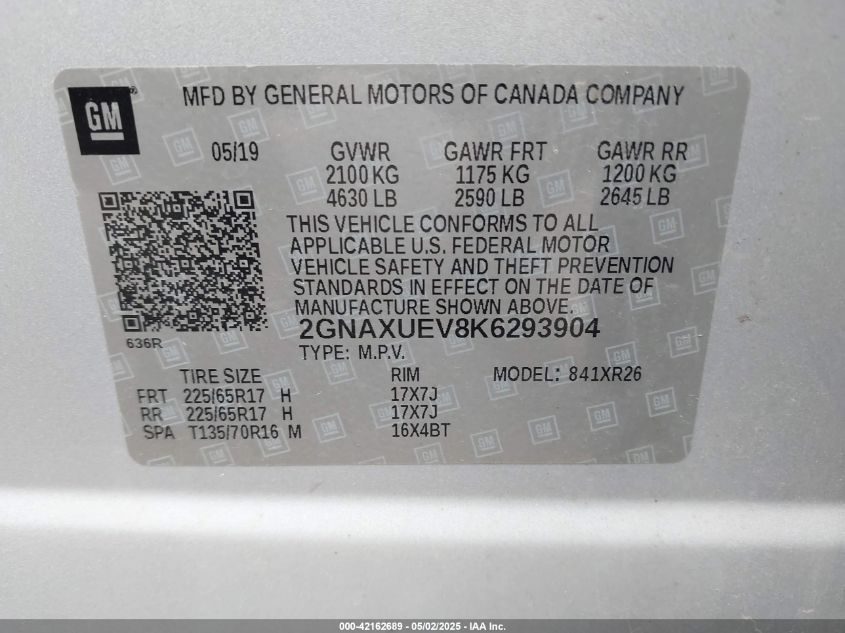 GM ®
MFD BY GENERAL MOTORS OF CANADA COMPANY
05/19 GVWR GAWR FRT GAWR RR
2100 KG 1175 KG 1200 KG
4630 LB 2590 LB 2645 LB
THIS VEHICLE CONFORMS TO ALL
APPLICABLE U.S. FEDERAL MOTOR
VEHICLE SAFETY AND THEFT PREVENTION
STANDARDS IN EFFECT ON THE DATE OF
MANUFACTURE SHOWN ABOVE.
2GNAXUEV8K6293904
636R
TYPE: M.P.V.
TIRE SIZE RIM MODEL: 841XR26
FRT 225/65R17 H 17X7J
RR 225/65R17 H 17X7J
SPA T135/70R16 M 16X4BT
000-42162689 - 05/02/2025 - IAA Inc.